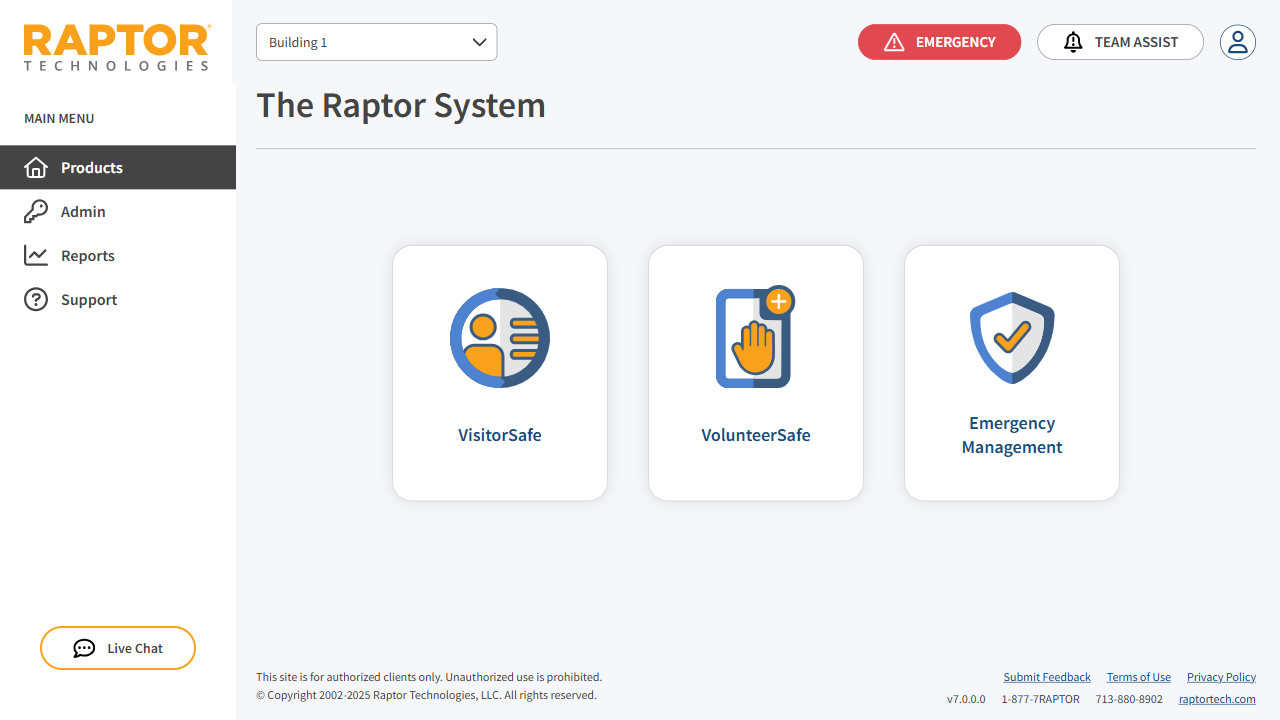 RAPTOR®
TECHNOLOGIES
Building 1
EMERGENCY
TEAM ASSIST
MAIN MENU
Products
Admin
Reports
Support
Live Chat
The Raptor System
VisitorSafe
VolunteerSafe
Emergency
Management
This site is for authorized clients only. Unauthorized use is prohibited.
© Copyright 2002-2025 Raptor Technologies, LLC. All rights reserved.
Submit Feedback Terms of Use Privacy Policy
v7.0.0.0 1-877-7RAPTOR 713-880-8902 raptortech.com